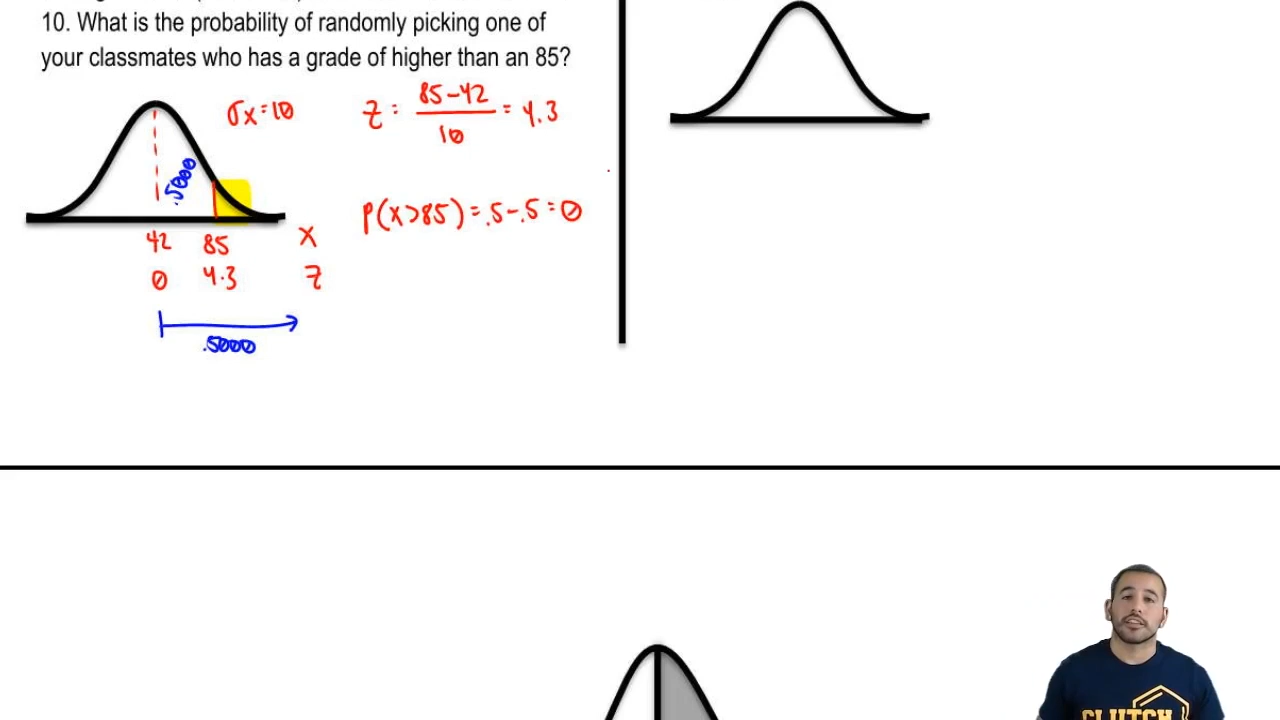 10. What is the probability of randomly picking one of
your classmates who has a grade of higher than an 85?
σx=10
Z = 85-42 / 10 = 4.3
.5000
P(X>85) = .5-.5 = 0
42 85 X
0 4.3 Z
.5000
CLUTCH